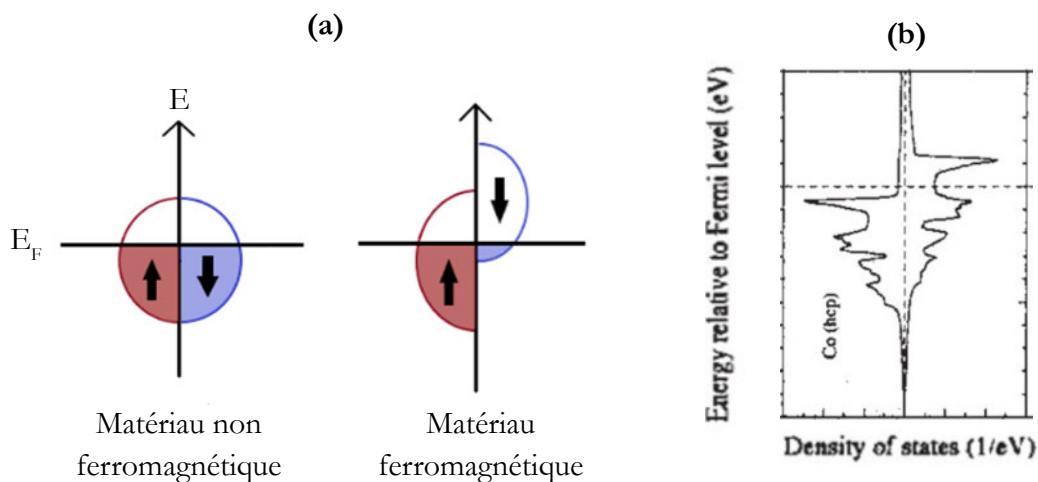 (a)
(b)
E
E_F
Matériau non
ferromagnétique
Matériau
ferromagnétique
Energy relative to Fermi level (eV)
Co (hcp)
Density of states (1/eV)